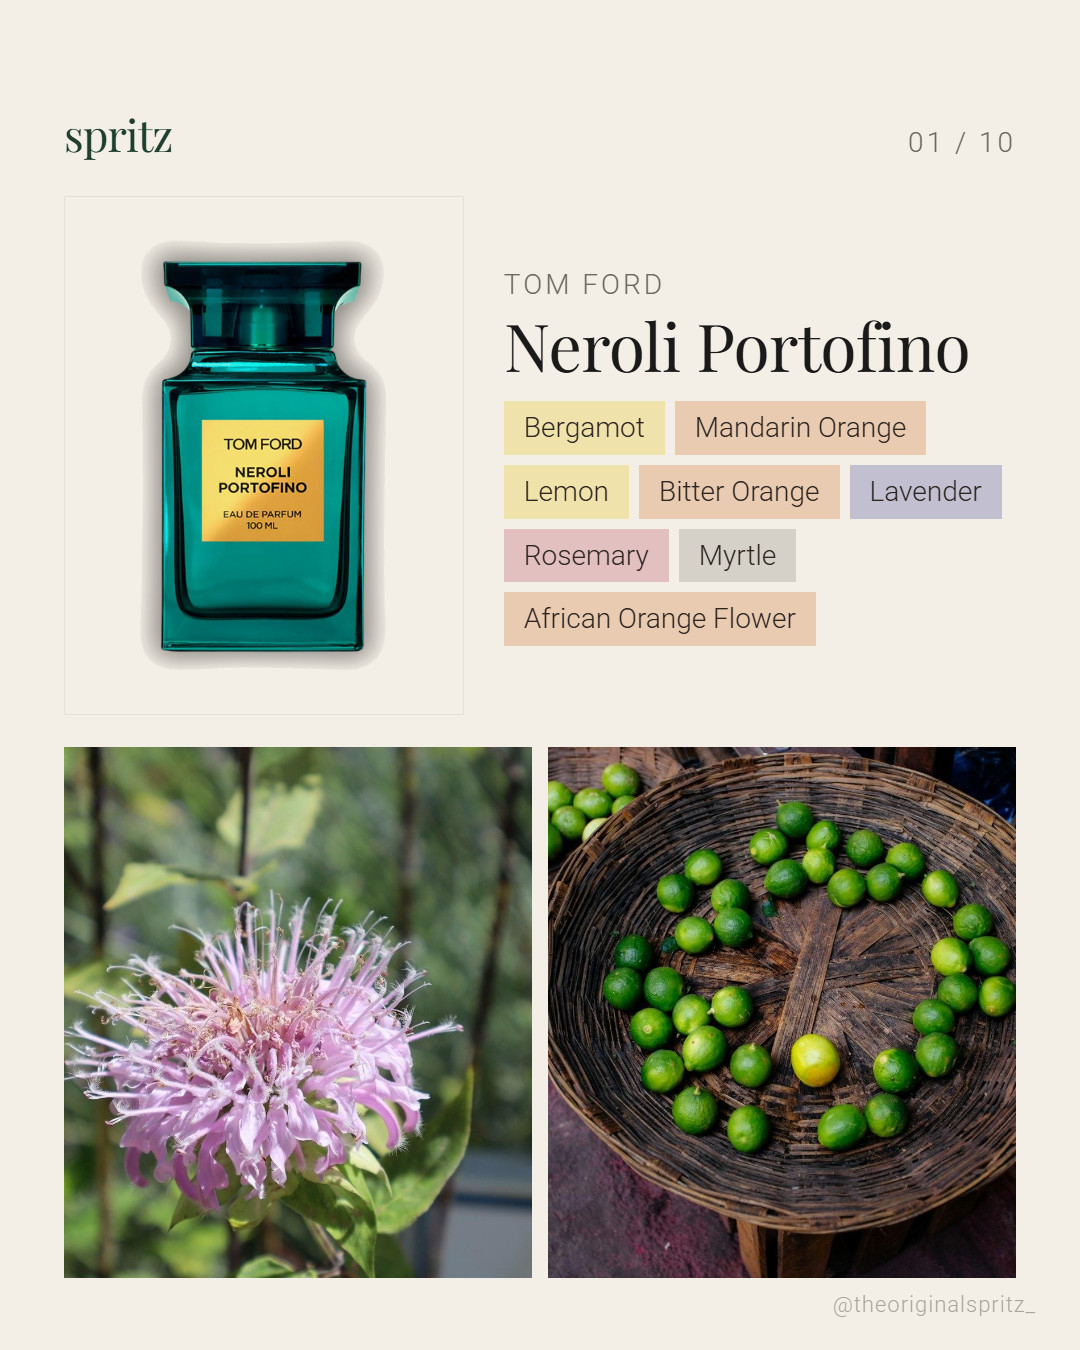 spritz
01 / 10
TOM FORD
Neroli Portofino
Bergamot
Mandarin Orange
Lemon
Bitter Orange
Lavender
Rosemary
Myrtle
African Orange Flower
TOM FORD
NEROLI
PORTOFINO
EAU DE PARFUM
100 ML
@theoriginalspritz_